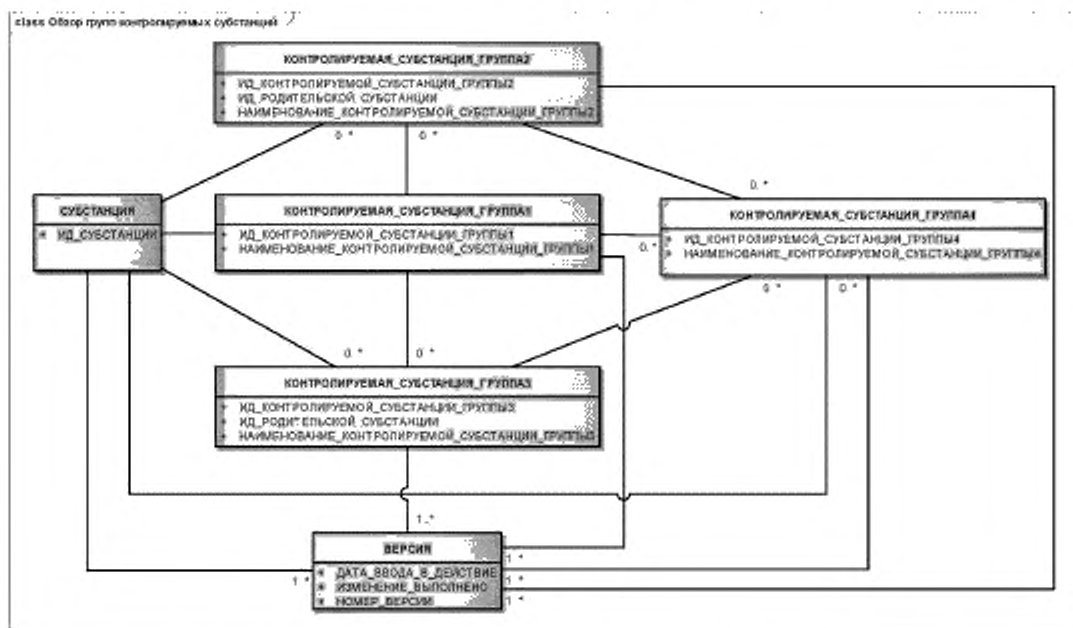 class Обзор групп контролируемых субстанций
КОНТРОЛИРУЕМАЯ_СУБСТАНЦИЯ_ГРУППА2
ИД_КОНТРОЛИРУЕМОЙ_СУБСТАНЦИИ_ГРУППЫ2
ИД_РОДИТЕЛЬСКОЙ_СУБСТАНЦИИ
НАИМЕНОВАНИЕ_КОНТРОЛИРУЕМОЙ_СУБСТАНЦИИ_ГРУППЫ2
0..*
0..*
0..*
СУБСТАНЦИЯ
ИД_СУБСТАНЦИИ
КОНТРОЛИРУЕМАЯ_СУБСТАНЦИЯ_ГРУППА1
ИД_КОНТРОЛИРУЕМОЙ_СУБСТАНЦИИ_ГРУППЫ1
НАИМЕНОВАНИЕ_КОНТРОЛИРУЕМОЙ_СУБСТАНЦИИ_ГРУППЫ1
0..*
КОНТРОЛИРУЕМАЯ_СУБСТАНЦИЯ_ГРУППА4
ИД_КОНТРОЛИРУЕМОЙ_СУБСТАНЦИИ_ГРУППЫ4
НАИМЕНОВАНИЕ_КОНТРОЛИРУЕМОЙ_СУБСТАНЦИИ_ГРУППЫ4
0..*
0..*
0..*
0..*
КОНТРОЛИРУЕМАЯ_СУБСТАНЦИЯ_ГРУППА3
ИД_КОНТРОЛИРУЕМОЙ_СУБСТАНЦИИ_ГРУППЫ3
ИД_РОДИТЕЛЬСКОЙ_СУБСТАНЦИИ
НАИМЕНОВАНИЕ_КОНТРОЛИРУЕМОЙ_СУБСТАНЦИИ_ГРУППЫ3
1..*
ВЕРСИЯ
ДАТА_ВВОДА_В_ДЕЙСТВИЕ
ИЗМЕНЕНИЕ_ВЫПОЛНЕНО
НОМЕР_ВЕРСИИ
1..*
1..*
1..*
1..*